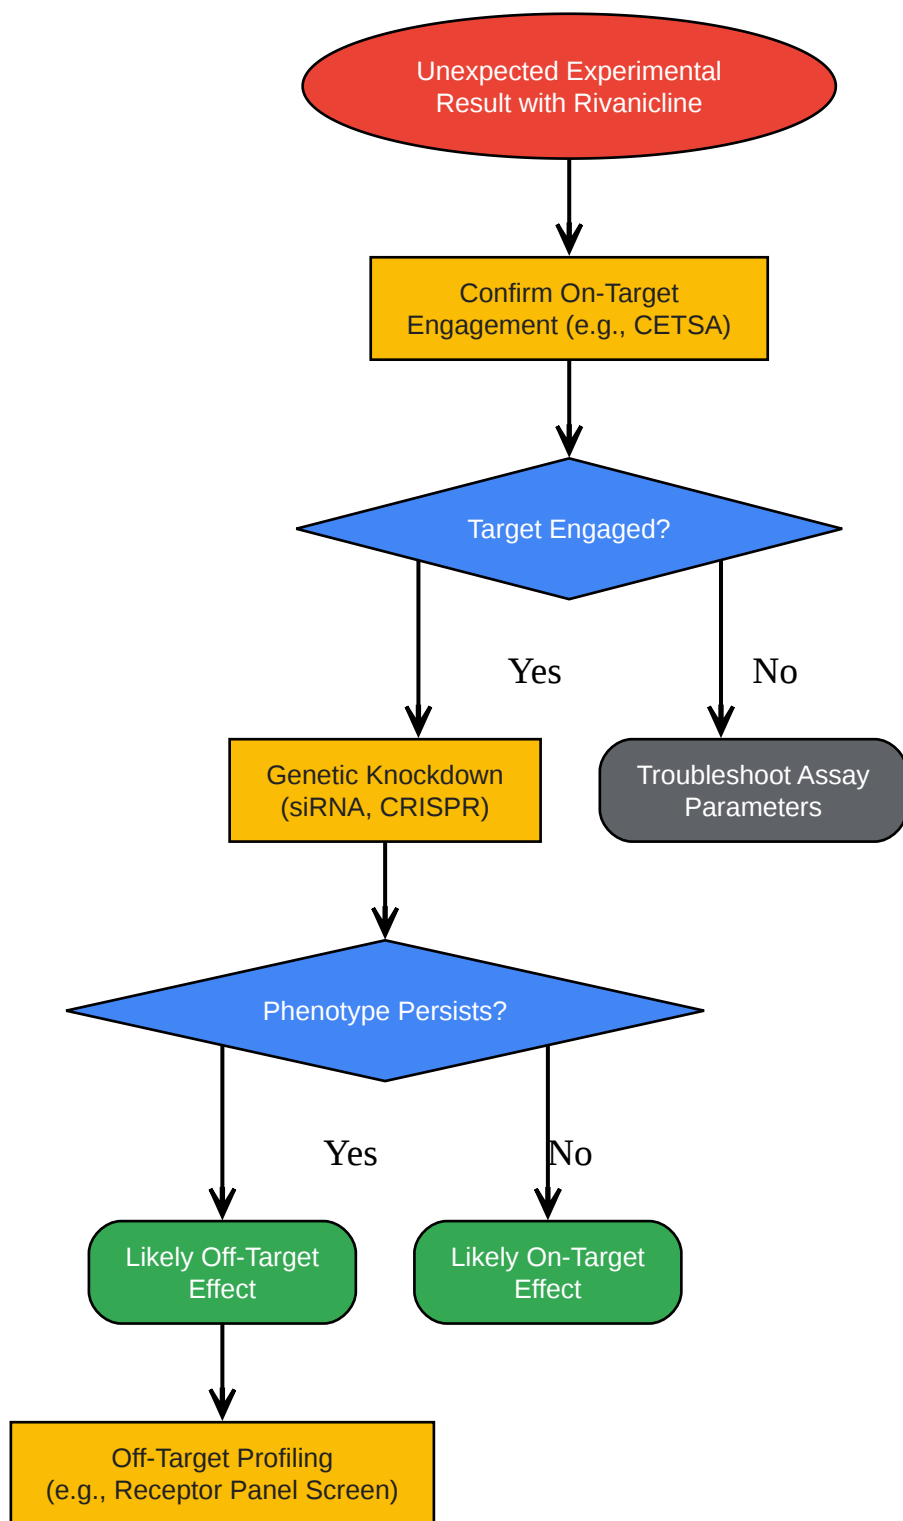 Unexpected Experimental
Result with Rivanicline
Confirm On-Target
Engagement (e.g., CETSA)
Target Engaged?
Yes
No
Genetic Knockdown
(siRNA, CRISPR)
Troubleshoot Assay
Parameters
Phenotype Persists?
Yes
No
Likely Off-Target
Effect
Likely On-Target
Effect
Off-Target Profiling
(e.g., Receptor Panel Screen)